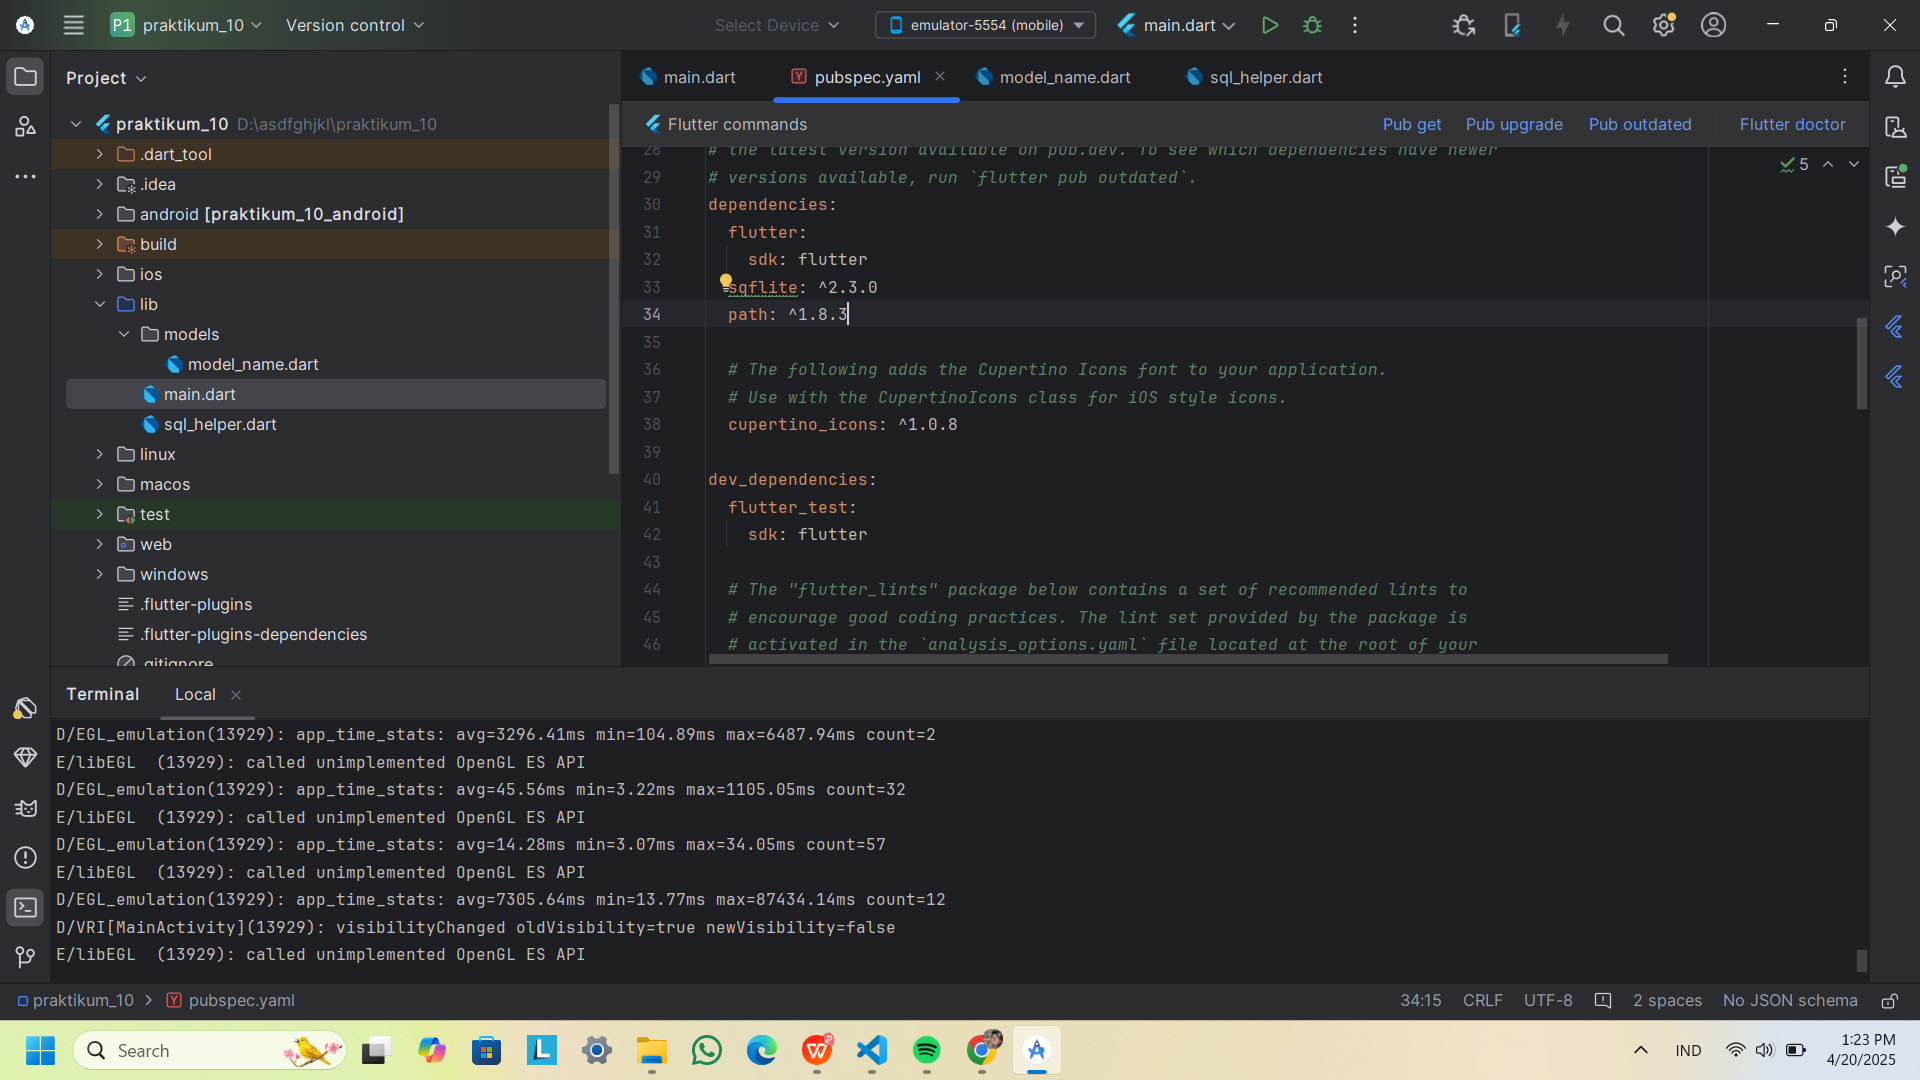 P1 praktikum_10
Version control
Select Device
emulator-5554 (mobile)
main.dart
Project
main.dart
pubspec.yaml
model_name.dart
sql_helper.dart
praktikum_10 D:\asdfghjkl\praktikum_10
.dart_tool
.idea
android [praktikum_10_android]
build
ios
lib
models
model_name.dart
main.dart
sql_helper.dart
linux
macos
test
web
windows
.flutter-plugins
.flutter-plugins-dependencies
.gitignore
Flutter commands
Pub get
Pub upgrade
Pub outdated
Flutter doctor
5
28 # the latest version available on pub.dev. To see which dependencies have newer
29 # versions available, run `flutter pub outdated`.
30 dependencies:
31 flutter:
32 sdk: flutter
33 sqflite: ^2.3.0
34 path: ^1.8.3
35
36 # The following adds the Cupertino Icons font to your application.
37 # Use with the CupertinoIcons class for iOS style icons.
38 cupertino_icons: ^1.0.8
39
40 dev_dependencies:
41 flutter_test:
42 sdk: flutter
43
44 # The "flutter_lints" package below contains a set of recommended lints to
45 # encourage good coding practices. The lint set provided by the package is
46 # activated in the `analysis_options.yaml` file located at the root of your
Terminal
Local
D/EGL_emulation(13929): app_time_stats: avg=3296.41ms min=104.89ms max=6487.94ms count=2
E/libEGL  (13929): called unimplemented OpenGL ES API
D/EGL_emulation(13929): app_time_stats: avg=45.56ms min=3.22ms max=1105.05ms count=32
E/libEGL  (13929): called unimplemented OpenGL ES API
D/EGL_emulation(13929): app_time_stats: avg=14.28ms min=3.07ms max=34.05ms count=57
E/libEGL  (13929): called unimplemented OpenGL ES API
D/EGL_emulation(13929): app_time_stats: avg=7305.64ms min=13.77ms max=87434.14ms count=12
D/VRI[MainActivity](13929): visibilityChanged oldVisibility=true newVisibility=false
E/libEGL  (13929): called unimplemented OpenGL ES API
praktikum_10 > pubspec.yaml
34:15
CRLF
UTF-8
2 spaces
No JSON schema
Search
IND
1:23 PM
4/20/2025